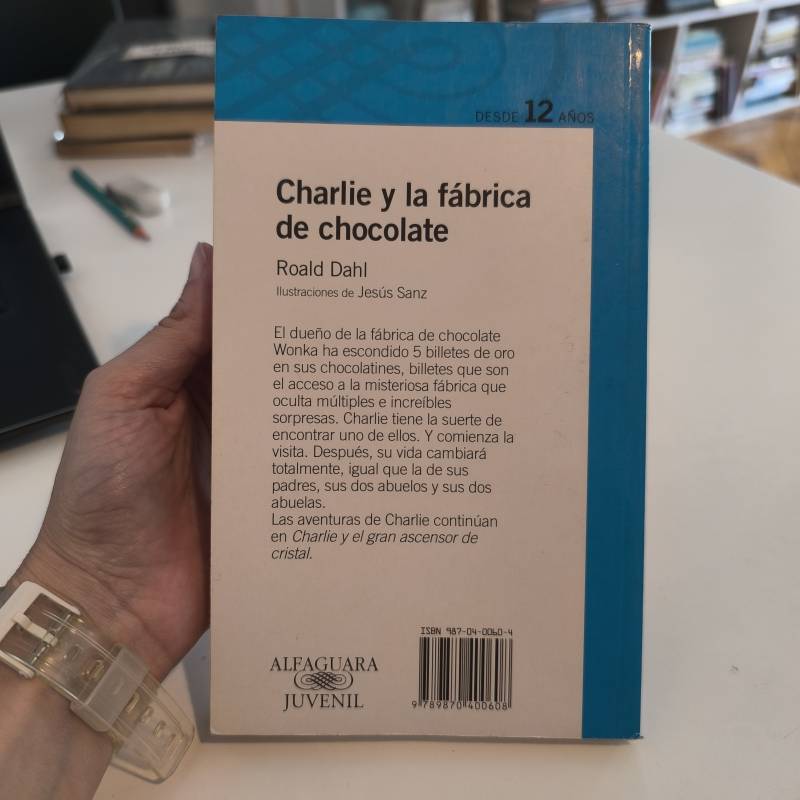 DESDE 12 AÑOS
Charlie y la fábrica
de chocolate
Roald Dahl
Ilustraciones de Jesús Sanz
El dueño de la fábrica de chocolate
Wonka ha escondido 5 billetes de oro
en sus chocolatines, billetes que son
el acceso a la misteriosa fábrica que
oculta múltiples e increíbles
sorpresas. Charlie tiene la suerte de
encontrar uno de ellos. Y comienza la
visita. Después, su vida cambiará
totalmente, igual que la de sus
padres, sus dos abuelos y sus dos
abuelas.
Las aventuras de Charlie continúan
en Charlie y el gran ascensor de
cristal.
ISBN 987-04-0060-4
ALFAGUARA
JUVENIL
9 789870 400608